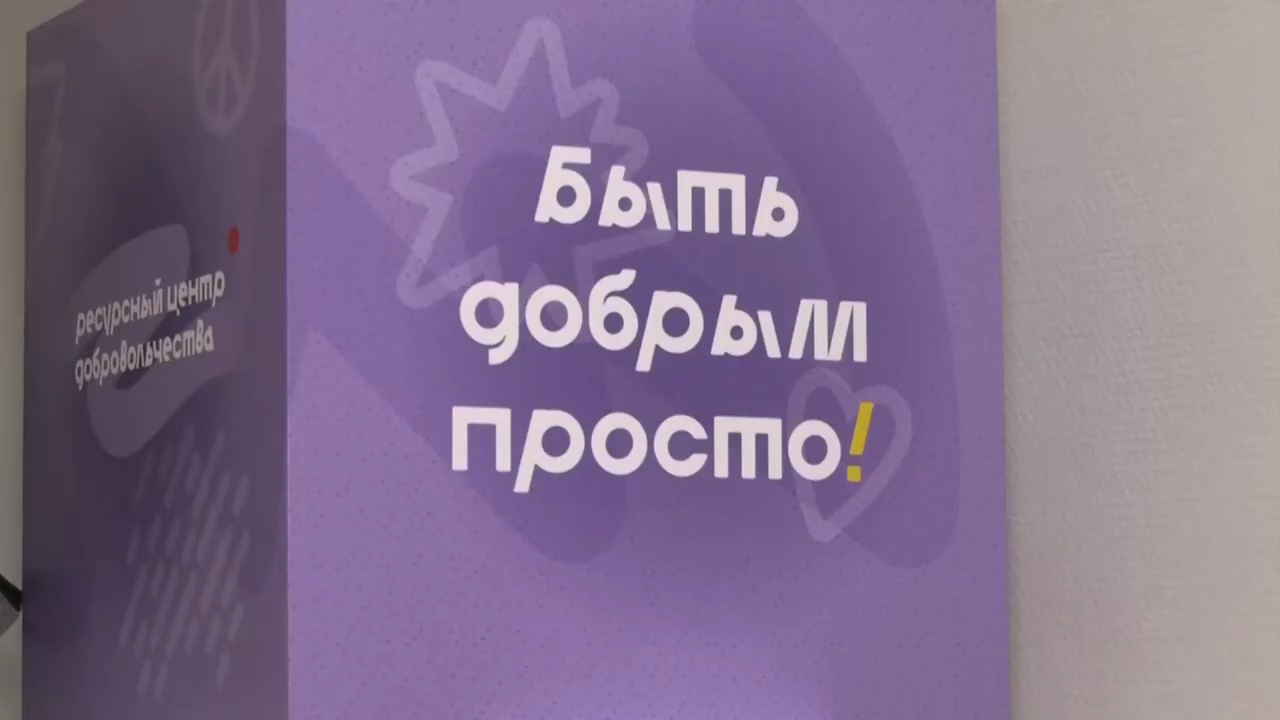 ресурсный центр
добровольчества
Быть
добрым
просто!